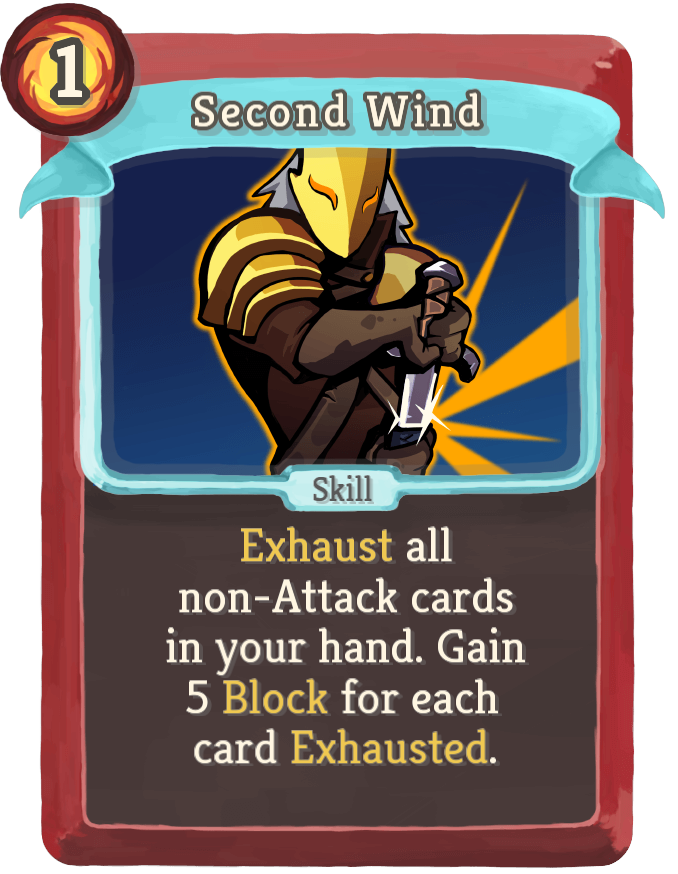 1
Second Wind
Skill
Exhaust all
non-Attack cards
in your hand. Gain
5 Block for each
card Exhausted.